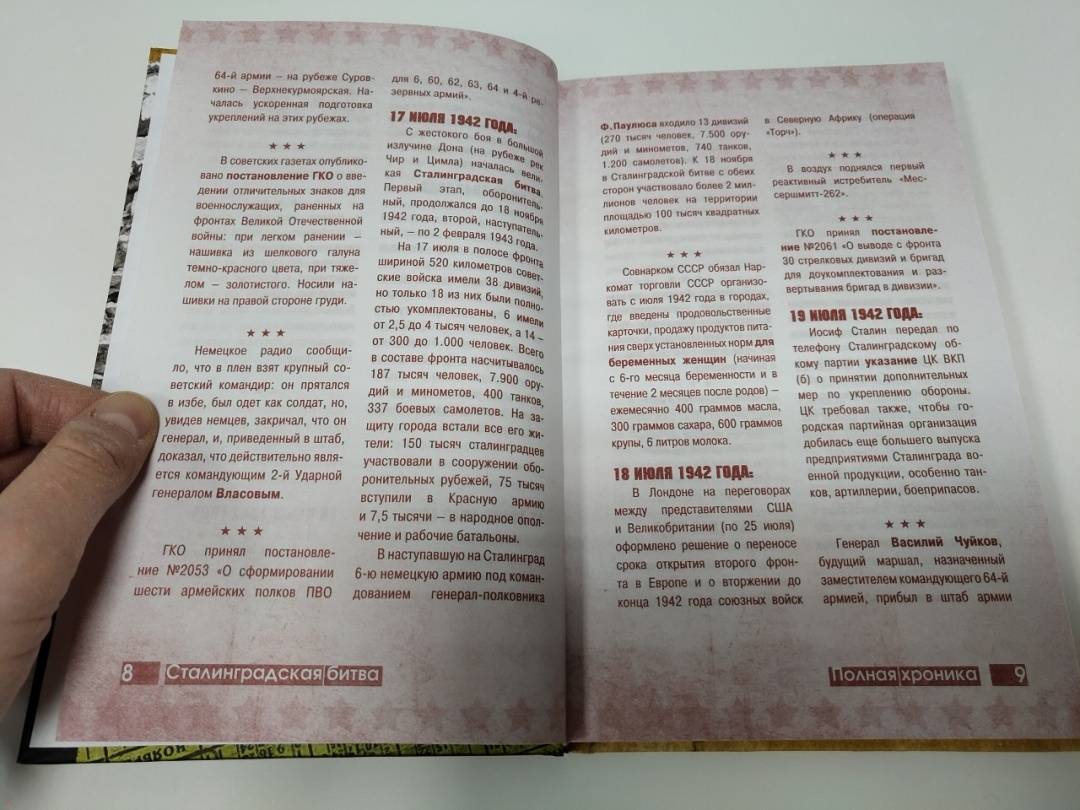 64-й армии – на рубеже Суров-
кино – Верхнекурмоярская. На-
чалась ускоренная подготовка
укреплений на этих рубежах.
★ ★ ★
В советских газетах опублико-
вано постановление ГКО о вве-
дении отличительных знаков для
военнослужащих, раненных на
фронтах Великой Отечественной
войны: при легком ранении –
нашивка из шелкового галуна
темно-красного цвета, при тяже-
лом – золотистого. Носили на-
шивки на правой стороне груди.
★ ★ ★
Немецкое радио сообщи-
ло, что в плен взят крупный со-
ветский командир: он прятался
в избе, был одет как солдат, но,
увидев немцев, закричал, что он
генерал, и, приведенный в штаб,
доказал, что действительно явля-
ется командующим 2-й Ударной
генералом Власовым.
★ ★ ★
ГКО принял постановле-
ние №2053 «О сформировании
шести армейских полков ПВО
для 6, 60, 62, 63, 64 и 4-й ре-
зервных армий».
17 ИЮЛЯ 1942 ГОДА:
С жестокого боя в большой
излучине Дона (на рубеже рек
Чир и Цимла) началась вели-
кая Сталинградская битва.
Первый этап, оборонитель-
ный, продолжался до 18 ноября
1942 года, второй, наступатель-
ный, – по 2 февраля 1943 года.
На 17 июля в полосе фронта
шириной 520 километров совет-
ские войска имели 38 дивизий,
но только 18 из них были полно-
стью укомплектованы, 6 имели
от 2,5 до 4 тысяч человек, а 14 –
от 300 до 1.000 человек. Всего
в составе фронта насчитывалось
187 тысяч человек, 7.900 ору-
дий и минометов, 400 танков,
337 боевых самолетов. На за-
щиту города встали все его жи-
тели: 150 тысяч сталинградцев
участвовали в сооружении обо-
ронительных рубежей, 75 тысяч
вступили в Красную армию
и 7,5 тысячи – в народное опол-
чение и рабочие батальоны.
В наступавшую на Сталинград
6-ю немецкую армию под коман-
дованием генерал-полковника
8 Сталинградская битва
Ф.Паулюса входило 13 дивизий
(270 тысяч человек, 7.500 ору-
дий и минометов, 740 танков,
1.200 самолетов). К 18 ноября
в Сталинградской битве с обеих
сторон участвовало более 2 мил-
лионов человек на территории
площадью 100 тысяч квадратных
километров.
★ ★ ★
Совнарком СССР обязал Нар-
комат торговли СССР организо-
вать с июля 1942 года в городах,
где введены продовольственные
карточки, продажу продуктов пита-
ния сверх установленных норм для
беременных женщин (начиная
с 6-го месяца беременности и в
течение 2 месяцев после родов) –
ежемесячно 400 граммов масла,
300 граммов сахара, 600 граммов
крупы, 6 литров молока.
18 ИЮЛЯ 1942 ГОДА:
В Лондоне на переговорах
между представителями США
и Великобритании (по 25 июля)
оформлено решение о переносе
срока открытия второго фрон-
та в Европе и о вторжении до
конца 1942 года союзных войск
в Северную Африку (операция
«Торч»).
★ ★ ★
В воздух поднялся первый
реактивный истребитель «Мес-
сершмитт-262».
★ ★ ★
ГКО принял постановле-
ние №2061 «О выводе с фронта
30 стрелковых дивизий и бригад
для доукомплектования и раз-
вертывания бригад в дивизии».
19 ИЮЛЯ 1942 ГОДА:
Иосиф Сталин передал по
телефону Сталинградскому об-
кому партии указание ЦК ВКП
(б) о принятии дополнительных
мер по укреплению обороны.
ЦК требовал также, чтобы го-
родская партийная организация
добилась еще большего выпуска
предприятиями Сталинграда во-
енной продукции, особенно тан-
ков, артиллерии, боеприпасов.
★ ★ ★
Генерал Василий Чуйков,
будущий маршал, назначенный
заместителем командующего 64-й
армией, прибыл в штаб армии
Полная хроника 9